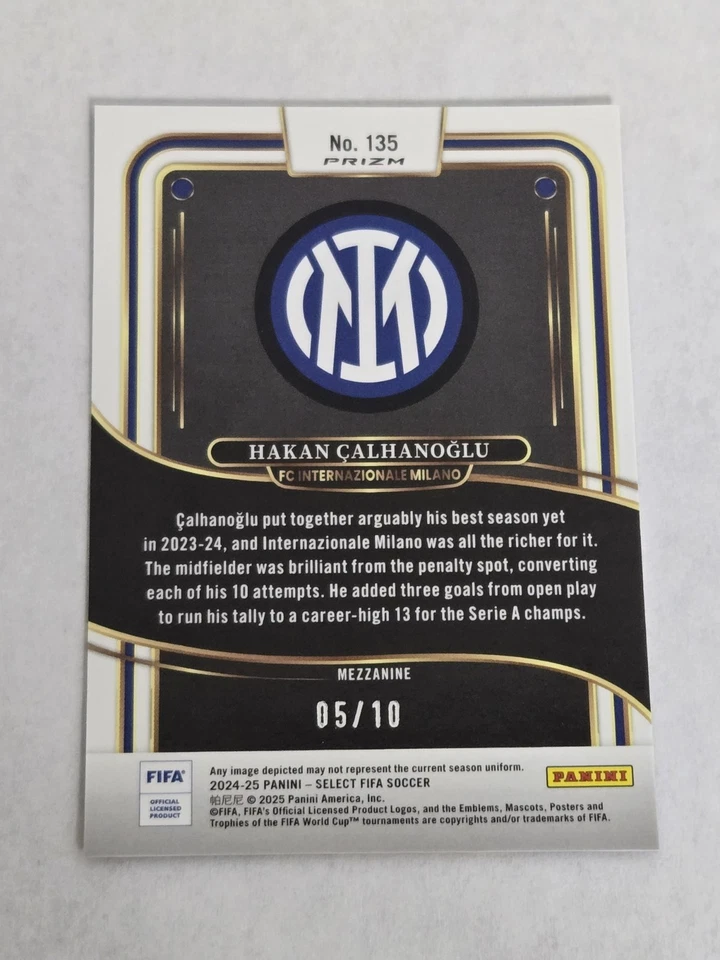 No. 135
PRIZM
HAKAN ÇALHANOĞLU
FC INTERNAZIONALE MILANO
Çalhanoğlu put together arguably his best season yet
in 2023-24, and Internazionale Milano was all the richer for it.
The midfielder was brilliant from the penalty spot, converting
each of his 10 attempts. He added three goals from open play
to run his tally to a career-high 13 for the Serie A champs.
MEZZANINE
05/10
FIFA®
OFFICIAL
LICENSED
PRODUCT
Any image depicted may not represent the current season uniform.
2024-25 PANINI – SELECT FIFA SOCCER
帕尼尼 © 2025 Panini America, Inc.
©FIFA, FIFA's Official Licensed Product Logos, and the Emblems, Mascots, Posters and
Trophies of the FIFA World Cup™ tournaments are copyrights and/or trademarks of FIFA.
PANINI